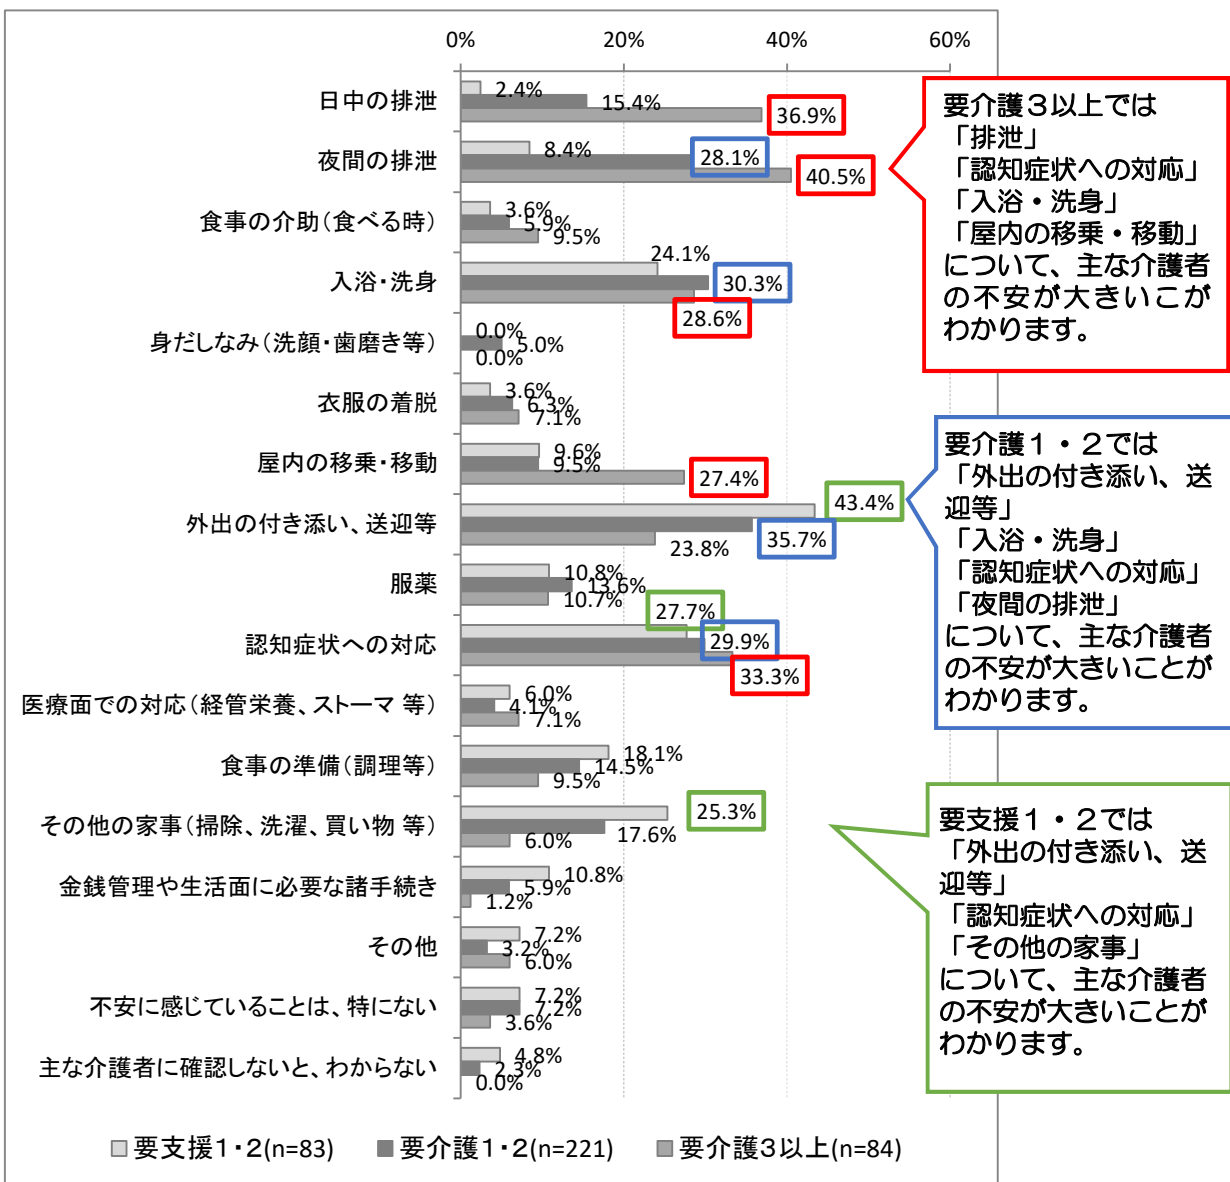 0%
20%
40%
60%
日中の排泄
2.4%
15.4%
36.9%
夜間の排泄
8.4%
28.1%
40.5%
食事の介助(食べる時)
3.6%
5.9%
9.5%
入浴・洗身
24.1%
30.3%
28.6%
身だしなみ(洗顔・歯磨き等)
0.0%
5.0%
0.0%
衣服の着脱
3.6%
6.3%
7.1%
屋内の移乗・移動
9.6%
9.5%
27.4%
外出の付き添い、送迎等
43.4%
35.7%
23.8%
服薬
10.8%
13.6%
10.7%
認知症状への対応
27.7%
29.9%
33.3%
医療面での対応(経管栄養、ストーマ 等)
6.0%
4.1%
7.1%
食事の準備(調理等)
18.1%
14.5%
9.5%
その他の家事(掃除、洗濯、買い物 等)
25.3%
17.6%
6.0%
金銭管理や生活面に必要な諸手続き
10.8%
5.9%
1.2%
その他
7.2%
3.2%
6.0%
不安に感じていることは、特にない
7.2%
7.2%
3.6%
主な介護者に確認しないと、わからない
4.8%
2.3%
0.0%
要支援1・2(n=83)
要介護1・2(n=221)
要介護3以上(n=84)
要介護3以上では
「排泄」
「認知症状への対応」
「入浴・洗身」
「屋内の移乗・移動」
について、主な介護者
の不安が大きいこが
わかります。
要介護1・2では
「外出の付き添い、送
迎等」
「入浴・洗身」
「認知症状への対応」
「夜間の排泄」
について、主な介護者
の不安が大きいことが
わかります。
要支援1・2では
「外出の付き添い、送
迎等」
「認知症状への対応」
「その他の家事」
について、主な介護者
の不安が大きいことが
わかります。